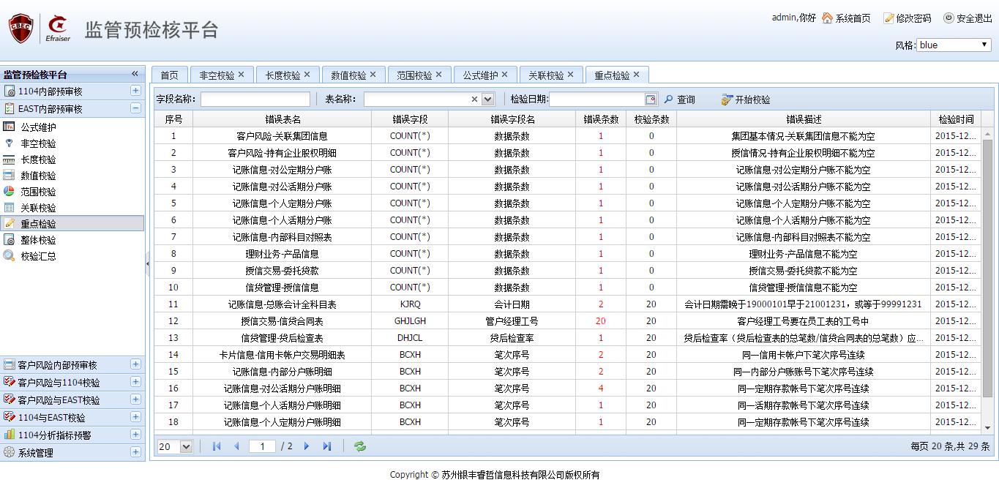 CBEC
Efraiser
监管预检核平台
admin,你好 系统首页 修改密码 安全退出
风格: blue
监管预检核平台
1104内部预审核
EAST内部预审核
公式维护
非空校验
长度校验
数值校验
范围校验
关联校验
重点检验
整体校验
校验汇总
客户风险内部预审核
客户风险与1104校验
客户风险与EAST校验
1104与EAST校验
1104分析指标预警
系统管理
首页 非空校验 长度校验 数值校验 范围校验 公式维护 关联校验 重点检验
字段名称: 表名称: 检验日期: 查询 开始校验
序号 错误表名 错误字段 错误字段名 错误条数 校验条数 错误描述 检验时间
1 客户风险-关联集团信息 COUNT(*) 数据条数 1 0 集团基本情况-关联集团信息不能为空 2015-12...
2 客户风险-持有企业股权明细 COUNT(*) 数据条数 1 0 授信情况-持有企业股权明细不能为空 2015-12...
3 记账信息-对公定期分户账 COUNT(*) 数据条数 1 0 记账信息-对公定期分户账不能为空 2015-12...
4 记账信息-对公活期分户账 COUNT(*) 数据条数 1 0 记账信息-对公活期分户账不能为空 2015-12...
5 记账信息-个人定期分户账 COUNT(*) 数据条数 1 0 记账信息-个人定期分户账不能为空 2015-12...
6 记账信息-个人活期分户账 COUNT(*) 数据条数 1 0 记账信息-个人活期分户账不能为空 2015-12...
7 记账信息-内部科目对照表 COUNT(*) 数据条数 1 0 记账信息-内部科目对照表不能为空 2015-12...
8 理财业务-产品信息 COUNT(*) 数据条数 1 0 理财业务-产品信息不能为空 2015-12...
9 授信交易-委托贷款 COUNT(*) 数据条数 1 0 授信交易-委托贷款不能为空 2015-12...
10 信贷管理-授信信息 COUNT(*) 数据条数 1 0 信贷管理-授信信息不能为空 2015-12...
11 记账信息-总账会计全科目表 KJRQ 会计日期 2 20 会计日期需晚于19000101早于21001231，或等于99991231 2015-12...
12 授信交易-信贷合同表 GHJLGH 管户经理工号 20 20 客户经理工号要在员工表的工号中 2015-12...
13 信贷管理-贷后检查表 DHJCL 贷后检查率 1 20 贷后检查率（贷后检查表的总笔数/信贷合同表的总笔数）应... 2015-12...
14 卡片信息-信用卡帐户交易明细表 BCXH 笔次序号 2 20 同一信用卡帐户下笔次序号连续 2015-12...
15 记账信息-内部分户账明细 BCXH 笔次序号 2 20 同一内部分户账账号下笔次序号连续 2015-12...
16 记账信息-对公活期分户账明细 BCXH 笔次序号 4 20 同一定期存款帐号下笔次序号连续 2015-12...
17 记账信息-个人活期分户账明细 BCXH 笔次序号 1 20 同一活期存款帐号下笔次序号连续 2015-12...
18 记账信息-个人定期分户账明细 BCXH 笔次序号 1 20 同一定期存款帐号下笔次序号连续 2015-12...
20 1 / 2 每页 20 条,共 29 条
Copyright © 苏州银丰睿哲信息科技有限公司版权所有